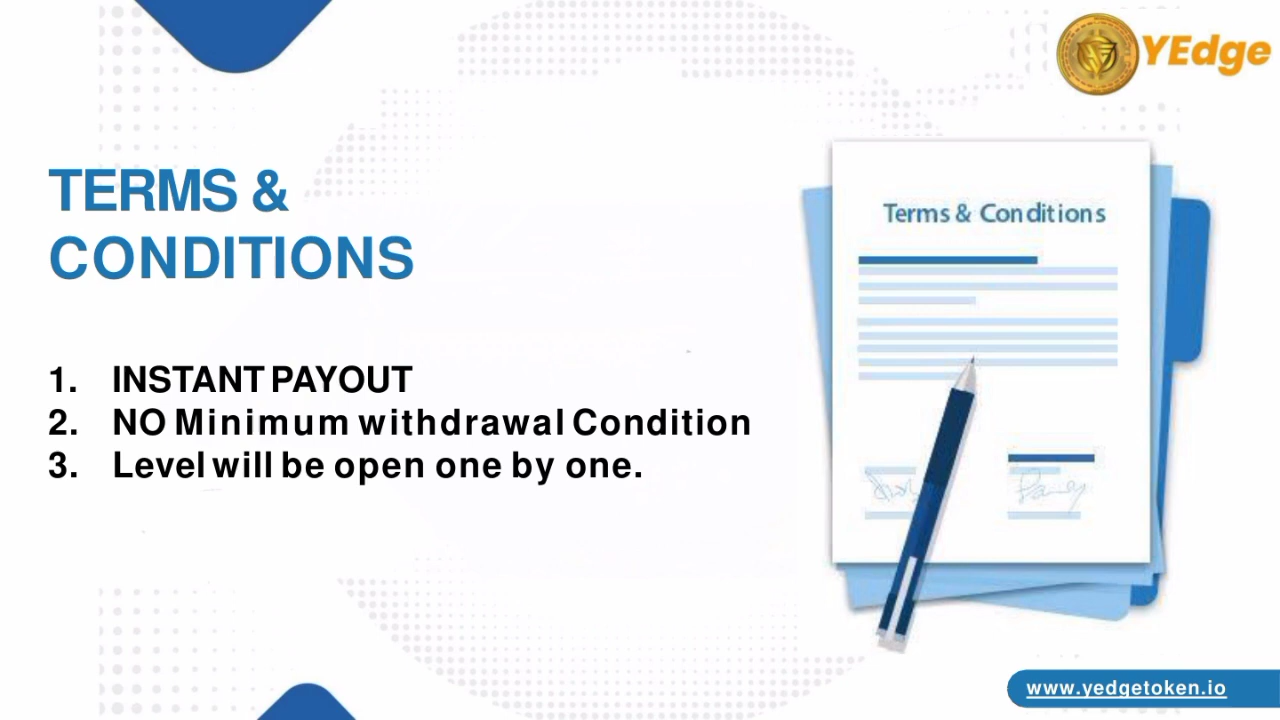 YEdge
TERMS &
CONDITIONS
Terms & Conditions
1. INSTANT PAYOUT
2. NO Minimum withdrawal Condition
3. Level will be open one by one.
www.yedgetoken.io